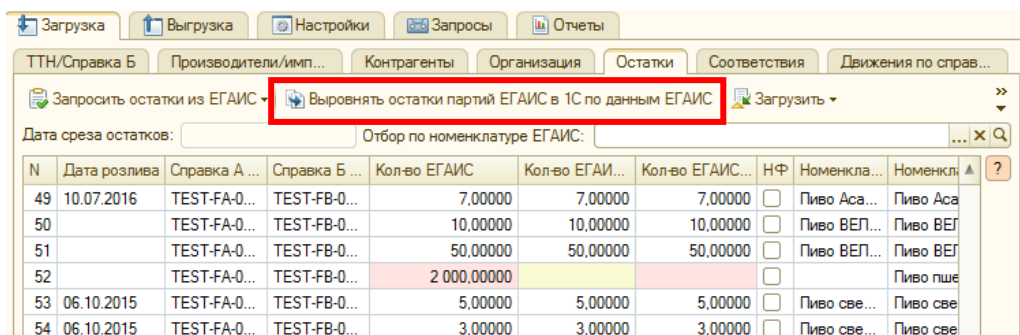 Загрузка Выгрузка Настройки Запросы Отчеты
ТТН/Справка Б Производители/имп... Контрагенты Организация Остатки Соответствия Движения по справ...
Запросить остатки из ЕГАИС Выровнять остатки партий ЕГАИС в 1С по данным ЕГАИС Загрузить »
Дата среза остатков: Отбор по номенклатуре ЕГАИС: ...
N Дата розлива Справка А ... Справка Б ... Кол-во ЕГАИС Кол-во ЕГАИ... Кол-во ЕГАИС... НФ Номенкла... Номенкл ?
49 10.07.2016 TEST-FA-0... TEST-FB-0... 7,00000 7,00000 7,00000 Пиво Аса... Пиво Аса
50 TEST-FA-0... TEST-FB-0... 10,00000 10,00000 10,00000 Пиво ВЕЛ... Пиво ВЕЛ
51 TEST-FA-0... TEST-FB-0... 50,00000 50,00000 50,00000 Пиво ВЕЛ... Пиво ВЕЛ
52 TEST-FA-0... TEST-FB-0... 2 000,00000 Пиво пше
53 06.10.2015 TEST-FA-0... TEST-FB-0... 5,00000 5,00000 5,00000 Пиво све... Пиво све
54 06.10.2015 TEST-FA-0... TEST-FB-0... 3,00000 3,00000 3,00000 Пиво све... Пиво све